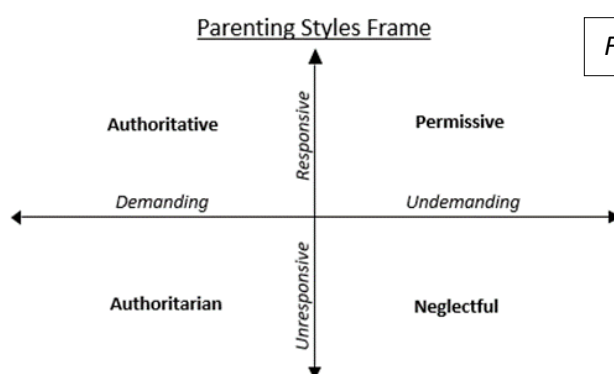 Parenting Styles Frame
F
Responsive
Authoritative
Permissive
Demanding
Undemanding
Unresponsive
Authoritarian
Neglectful